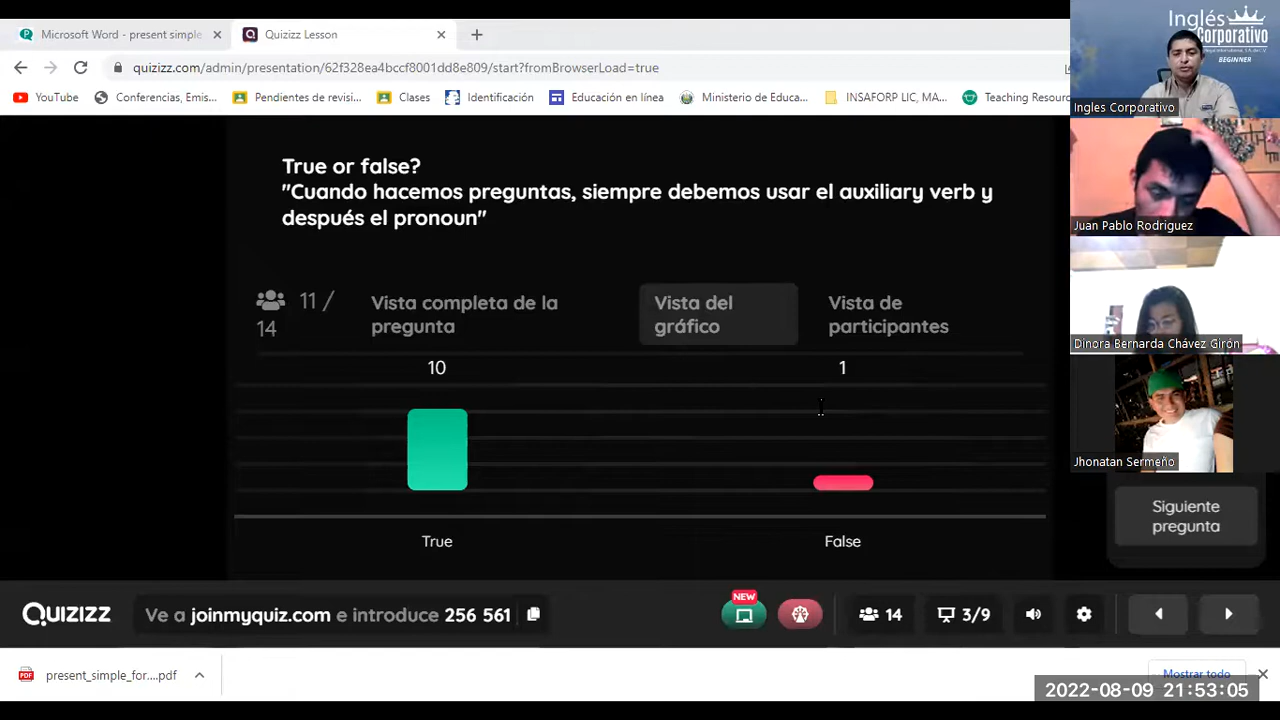 Microsoft Word - present simple
Quizizz Lesson
quizizz.com/admin/presentation/62f328ea4bccf8001dd8e809/startFromBrowserLoad=true
YouTube
Conferencias, Emis...
Pendientes de revisi...
Clases
Identificación
Educación en línea
Ministerio de Educa...
INSAFORP LIC, MA...
Teaching Resourc
Inglés
Corporativo
BEGINNER
Ingles Corporativo
True or false?
"Cuando hacemos preguntas, siempre debemos usar el auxiliary verb y
después el pronoun"
Juan Pablo Rodriguez
11 /
14
Vista completa de la
pregunta
Vista del
gráfico
Vista de
participantes
Dinora Bernarda Chávez Girón
10
1
Jhonatan Sermeño
Siguiente
pregunta
True
False
QUIZIZZ
Ve a joinmyquiz.com e introduce 256 561
NEW
14
3/9
present_simple_for....pdf
Mostrar todo
2022-08-09 21:53:05